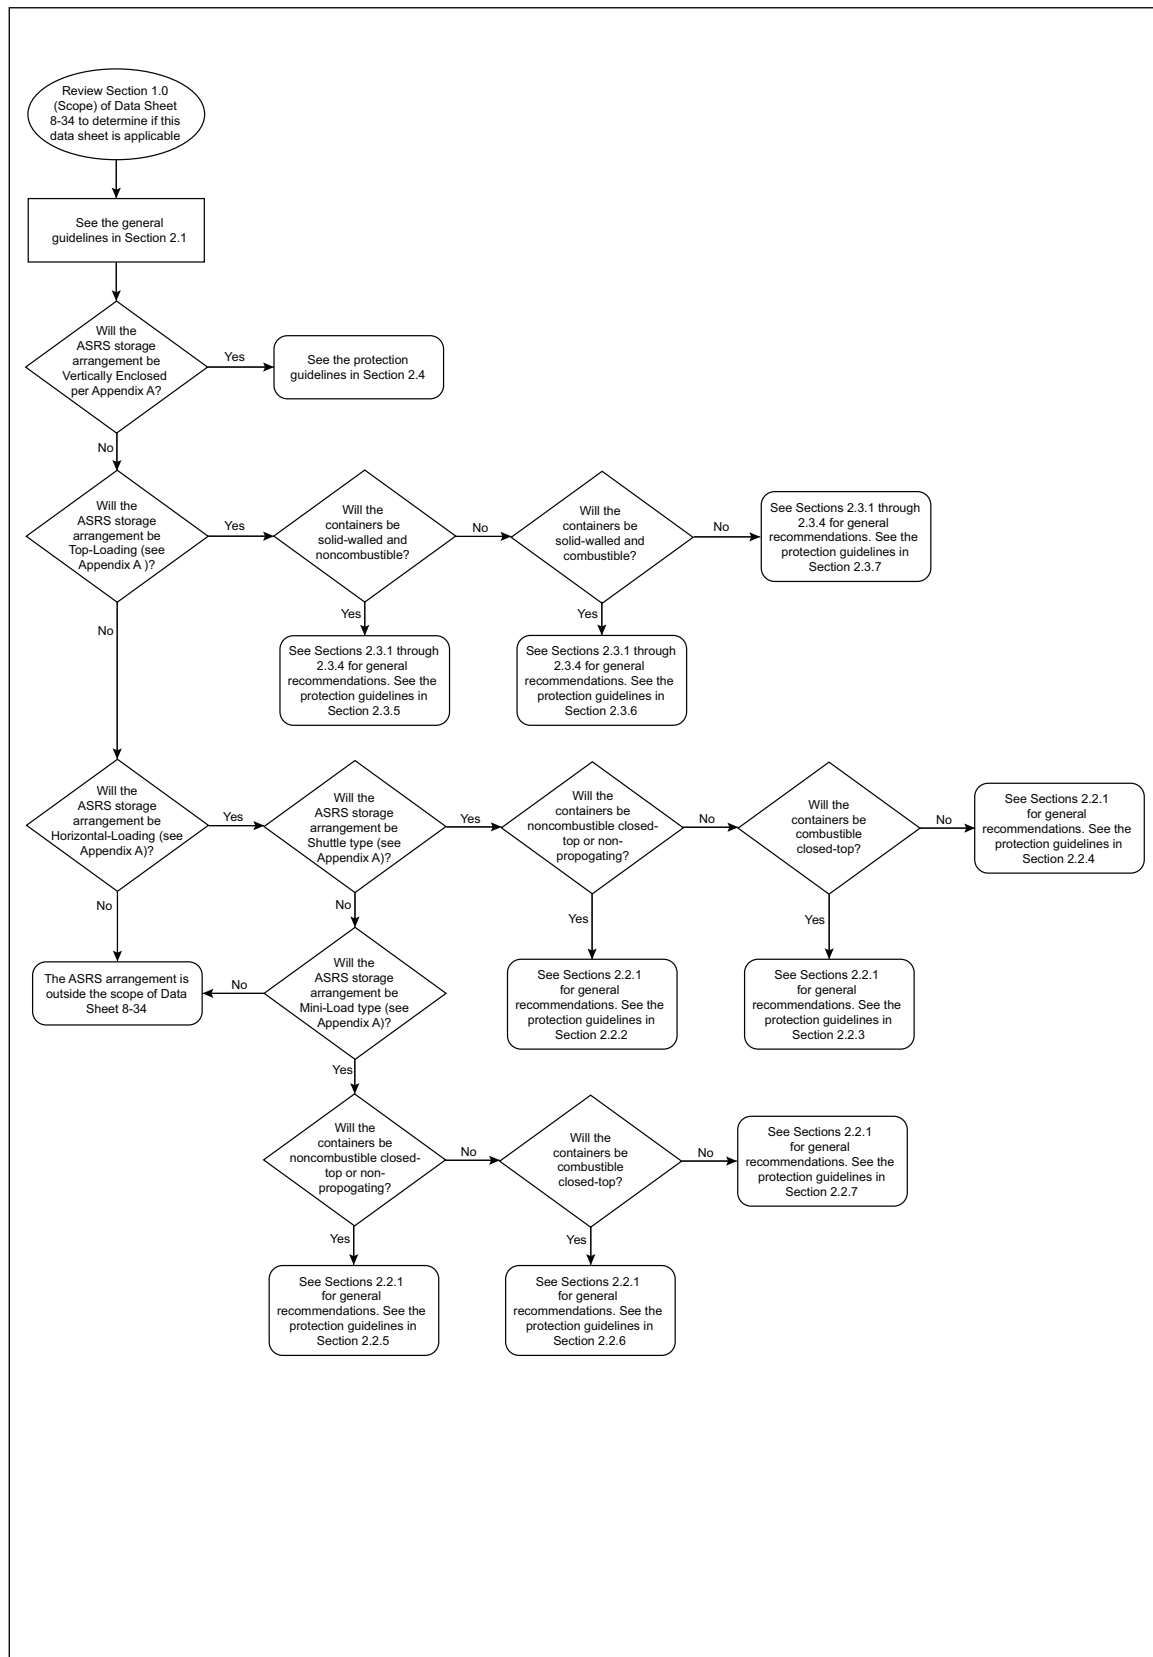 Review Section 1.0
(Scope) of Data Sheet
8-34 to determine if this
data sheet is applicable
See the general
guidelines in Section 2.1
Will the
ASRS storage
arrangement be
Vertically Enclosed
per Appendix A?
Yes
See the protection
guidelines in Section 2.4
No
Will the
ASRS storage
arrangement be
Top-Loading (see
Appendix A )?
Yes
Will the
containers be
solid-walled and
noncombustible?
No
Will the
containers be
solid-walled and
combustible?
No
See Sections 2.3.1 through
2.3.4 for general
recommendations. See the
protection guidelines in
Section 2.3.7
Yes
See Sections 2.3.1 through
2.3.4 for general
recommendations. See the
protection guidelines in
Section 2.3.5
Yes
See Sections 2.3.1 through
2.3.4 for general
recommendations. See the
protection guidelines in
Section 2.3.6
No
Will the
ASRS storage
arrangement be
Horizontal-Loading (see
Appendix A)?
Yes
Will the
ASRS storage
arrangement be
Shuttle type (see
Appendix A)?
Yes
Will the
containers be
noncombustible closed-
top or non-
propogating?
No
Will the
containers be
combustible
closed-top?
No
See Sections 2.2.1
for general
recommendations. See the
protection guidelines in
Section 2.2.4
No
The ASRS arrangement is
outside the scope of Data
Sheet 8-34
No
No
Will the
ASRS storage
arrangement be
Mini-Load type (see
Appendix A)?
Yes
See Sections 2.2.1
for general
recommendations. See the
protection guidelines in
Section 2.2.2
Yes
See Sections 2.2.1
for general
recommendations. See the
protection guidelines in
Section 2.2.3
Yes
Will the
containers be
noncombustible closed-
top or non-
propogating?
No
Will the
containers be
combustible
closed-top?
No
See Sections 2.2.1
for general
recommendations. See the
protection guidelines in
Section 2.2.7
Yes
See Sections 2.2.1
for general
recommendations. See the
protection guidelines in
Section 2.2.5
Yes
See Sections 2.2.1
for general
recommendations. See the
protection guidelines in
Section 2.2.6